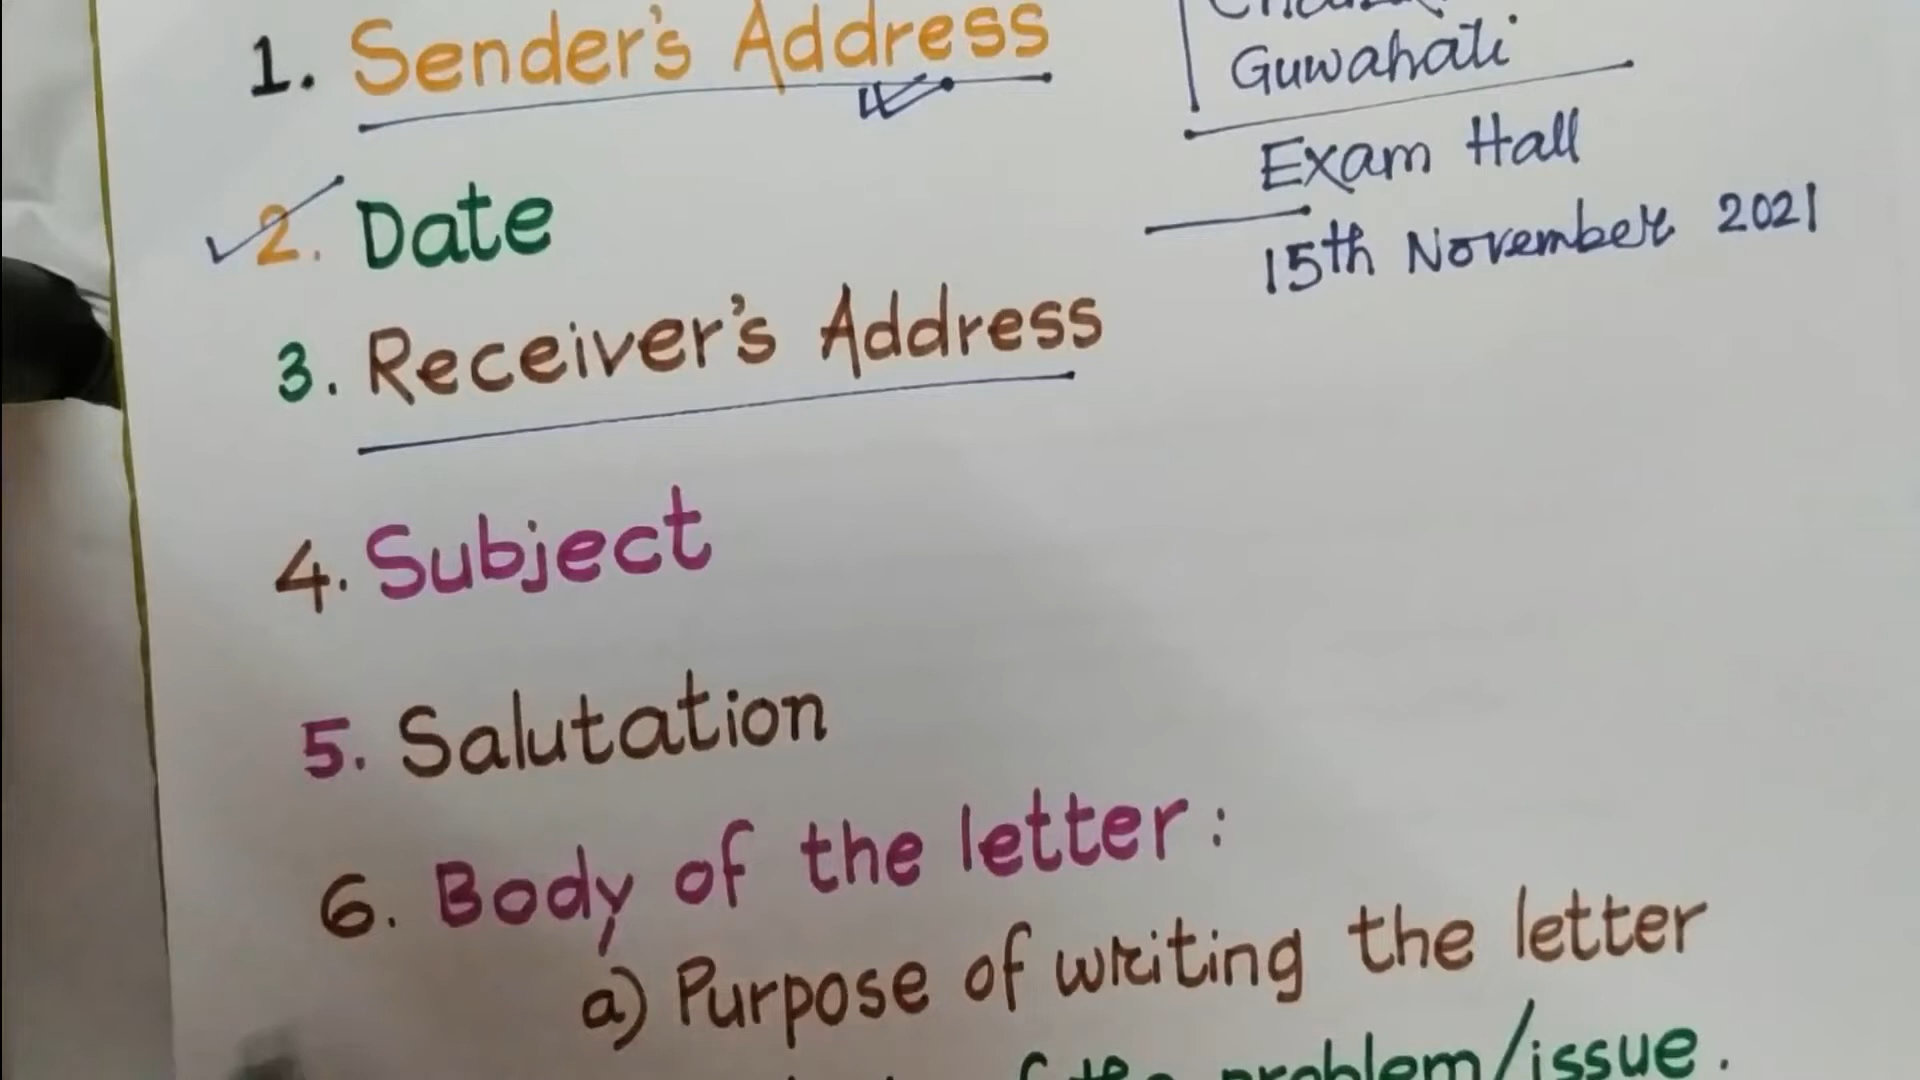 1. Sender's Address
Guwahati
Exam Hall
2. Date
15th November 2021
3. Receiver's Address
4. Subject
5. Salutation
6. Body of the letter:
a) Purpose of writing the letter
problem/issue.